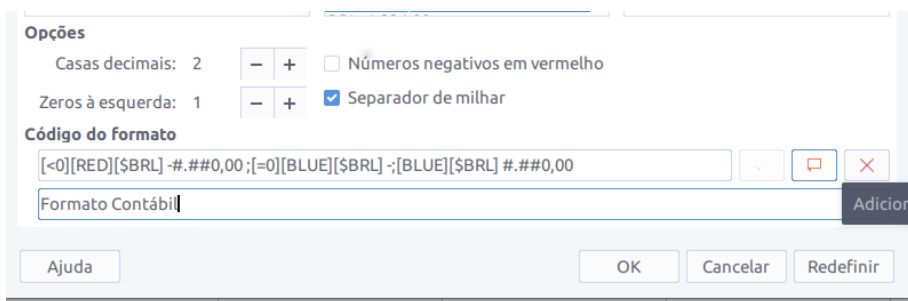 Opções
Casas decimais: 2 - + Números negativos em vermelho
Zeros à esquerda: 1 - + Separador de milhar
Código do formato
[<0][RED][$BRL] -#.##0,00 ;[=0][BLUE][$BRL] -;[BLUE][$BRL] #.##0,00
Formato Contábil
Adicion
Ajuda OK Cancelar Redefinir